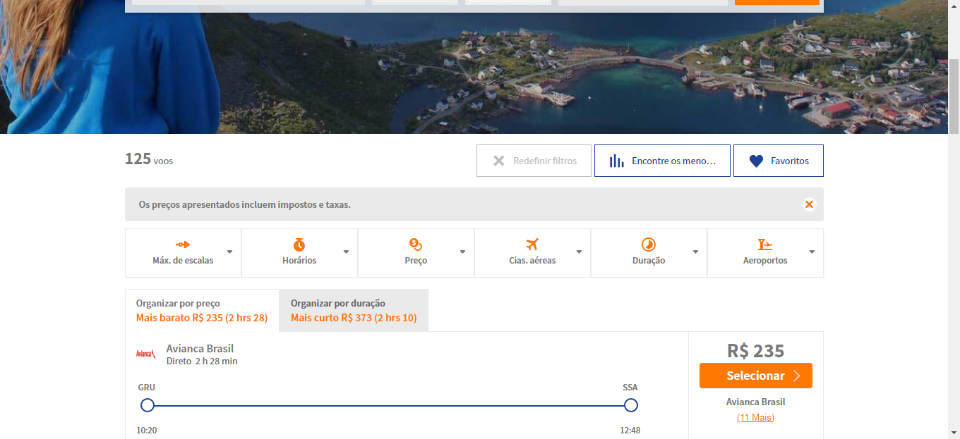 125 voos
Redefinir filtros
Encontre os meno...
Favoritos
Os preços apresentados incluem impostos e taxas.
Máx. de escalas
Horários
Preço
Cias. aéreas
Duração
Aeroportos
Organizar por preço
Mais barato R$ 235 (2 hrs 28)
Organizar por duração
Mais curto R$ 373 (2 hrs 10)
Avianca
Avianca Brasil
Direto 2 h 28 min
GRU
SSA
10:20
12:48
R$ 235
Selecionar
Avianca Brasil
(11 Mais)